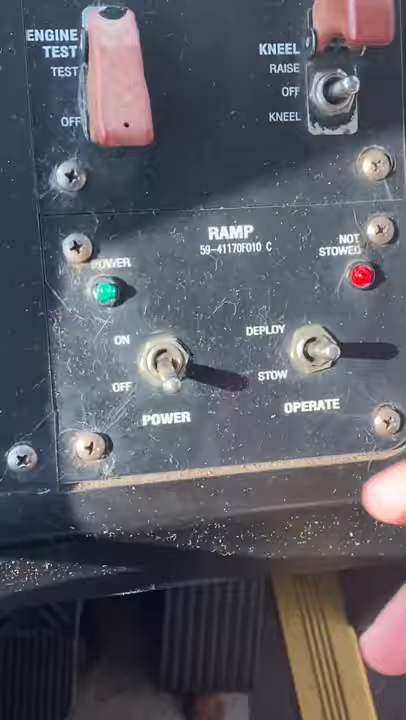 ENGINE
TEST
TEST
OFF
KNEEL
RAISE
OFF
KNEEL
RAMP
59-41170F010 C
POWER
NOT
STOWED
ON
OFF
POWER
DEPLOY
STOW
OPERATE